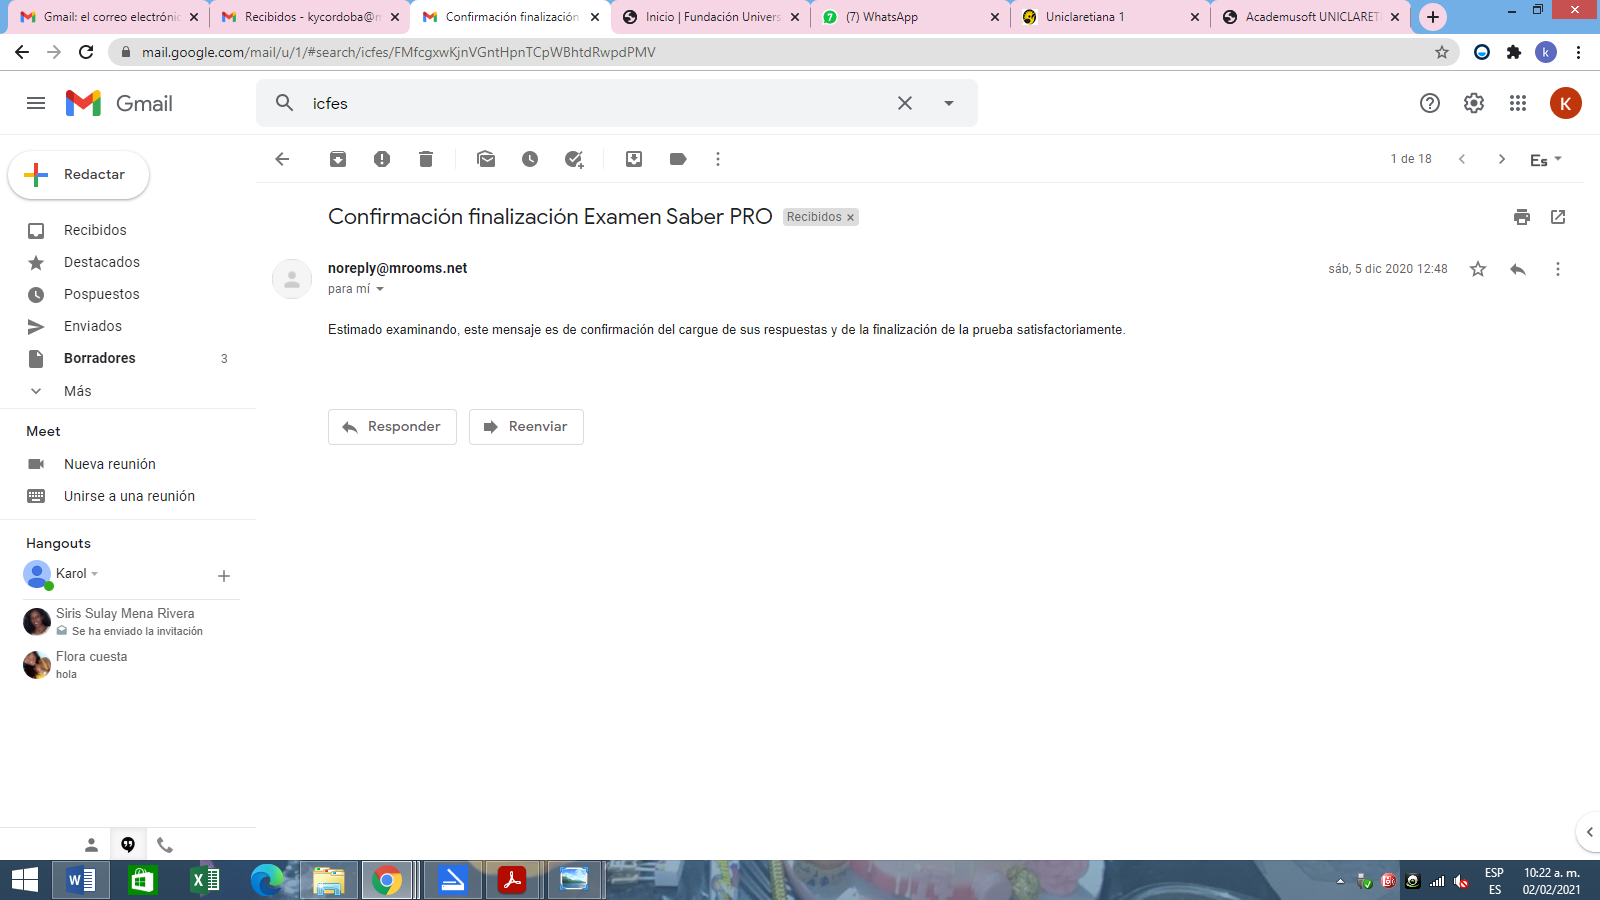 Gmail: el correo electrónic
Recibidos - kycordoba@m
Confirmación finalización
Inicio | Fundación Univers
(7) WhatsApp
Uniclaretiana 1
Academusoft UNICLARET
mail.google.com/mail/u/1/#search/icfes/FMfcgxwKjnVGntHpnTCpWBhtdRwpdPMV
k
Gmail
icfes
K
Redactar
1 de 18
Es
Confirmación finalización Examen Saber PRO
Recibidos x
Recibidos
Destacados
Pospuestos
Enviados
Borradores 3
Más
noreply@mrooms.net
sáb, 5 dic 2020 12:48
para mí
Estimado examinando, este mensaje es de confirmación del cargue de sus respuestas y de la finalización de la prueba satisfactoriamente.
Responder
Reenviar
Meet
Nueva reunión
Unirse a una reunión
Hangouts
Karol
Siris Sulay Mena Rivera
Se ha enviado la invitación
Flora cuesta
hola
ESP
ES
10:22 a. m.
02/02/2021